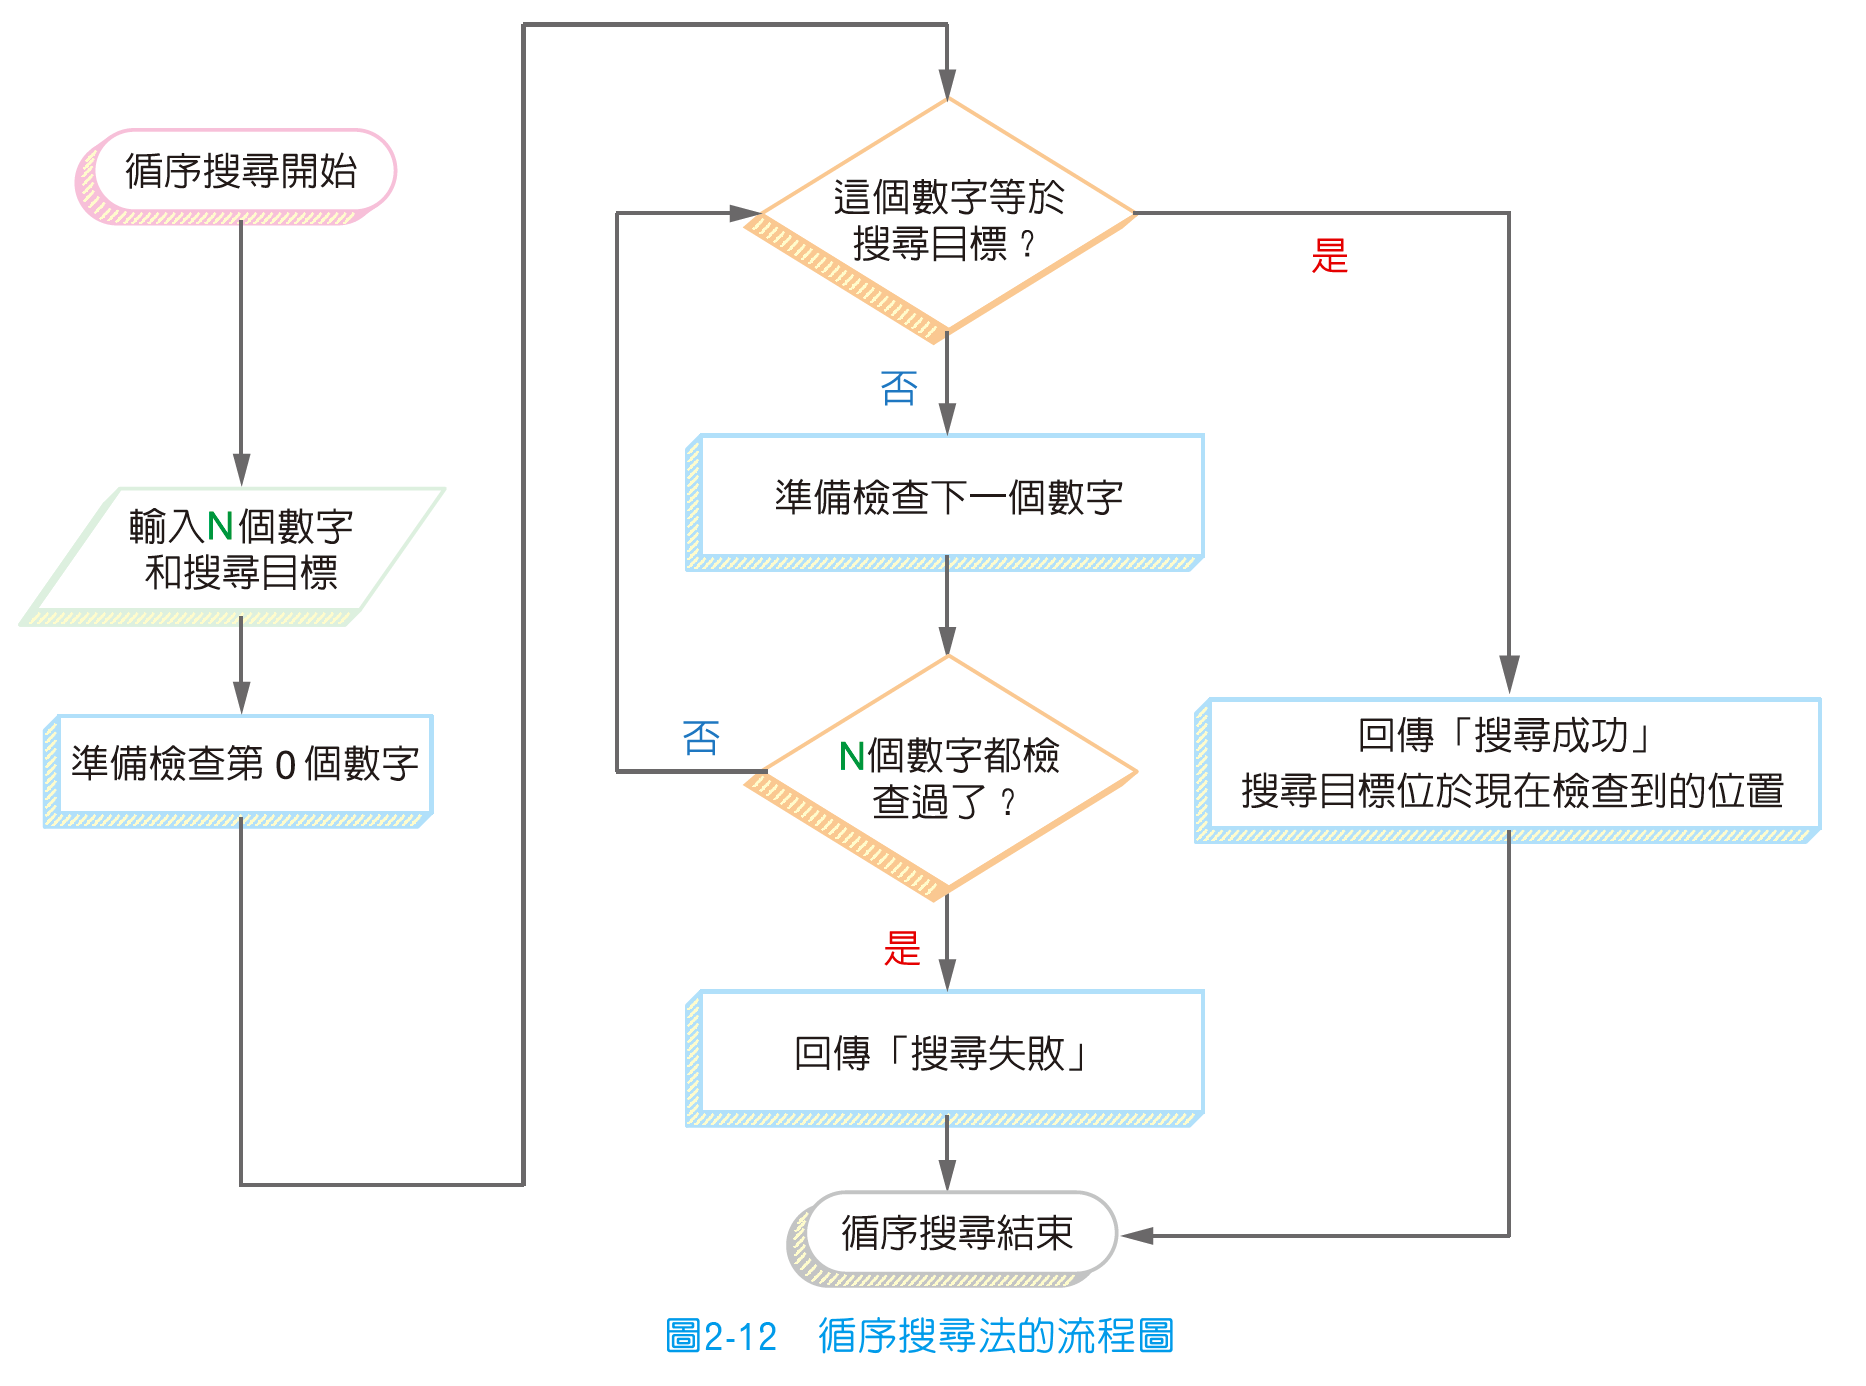 循序搜尋開始
輸入N個數字
和搜尋目標
準備檢查第 0 個數字
這個數字等於
搜尋目標？
是
否
準備檢查下一個數字
否
N個數字都檢
查過了？
是
回傳「搜尋失敗」
回傳「搜尋成功」
搜尋目標位於現在檢查到的位置
循序搜尋結束
圖2-12　循序搜尋法的流程圖